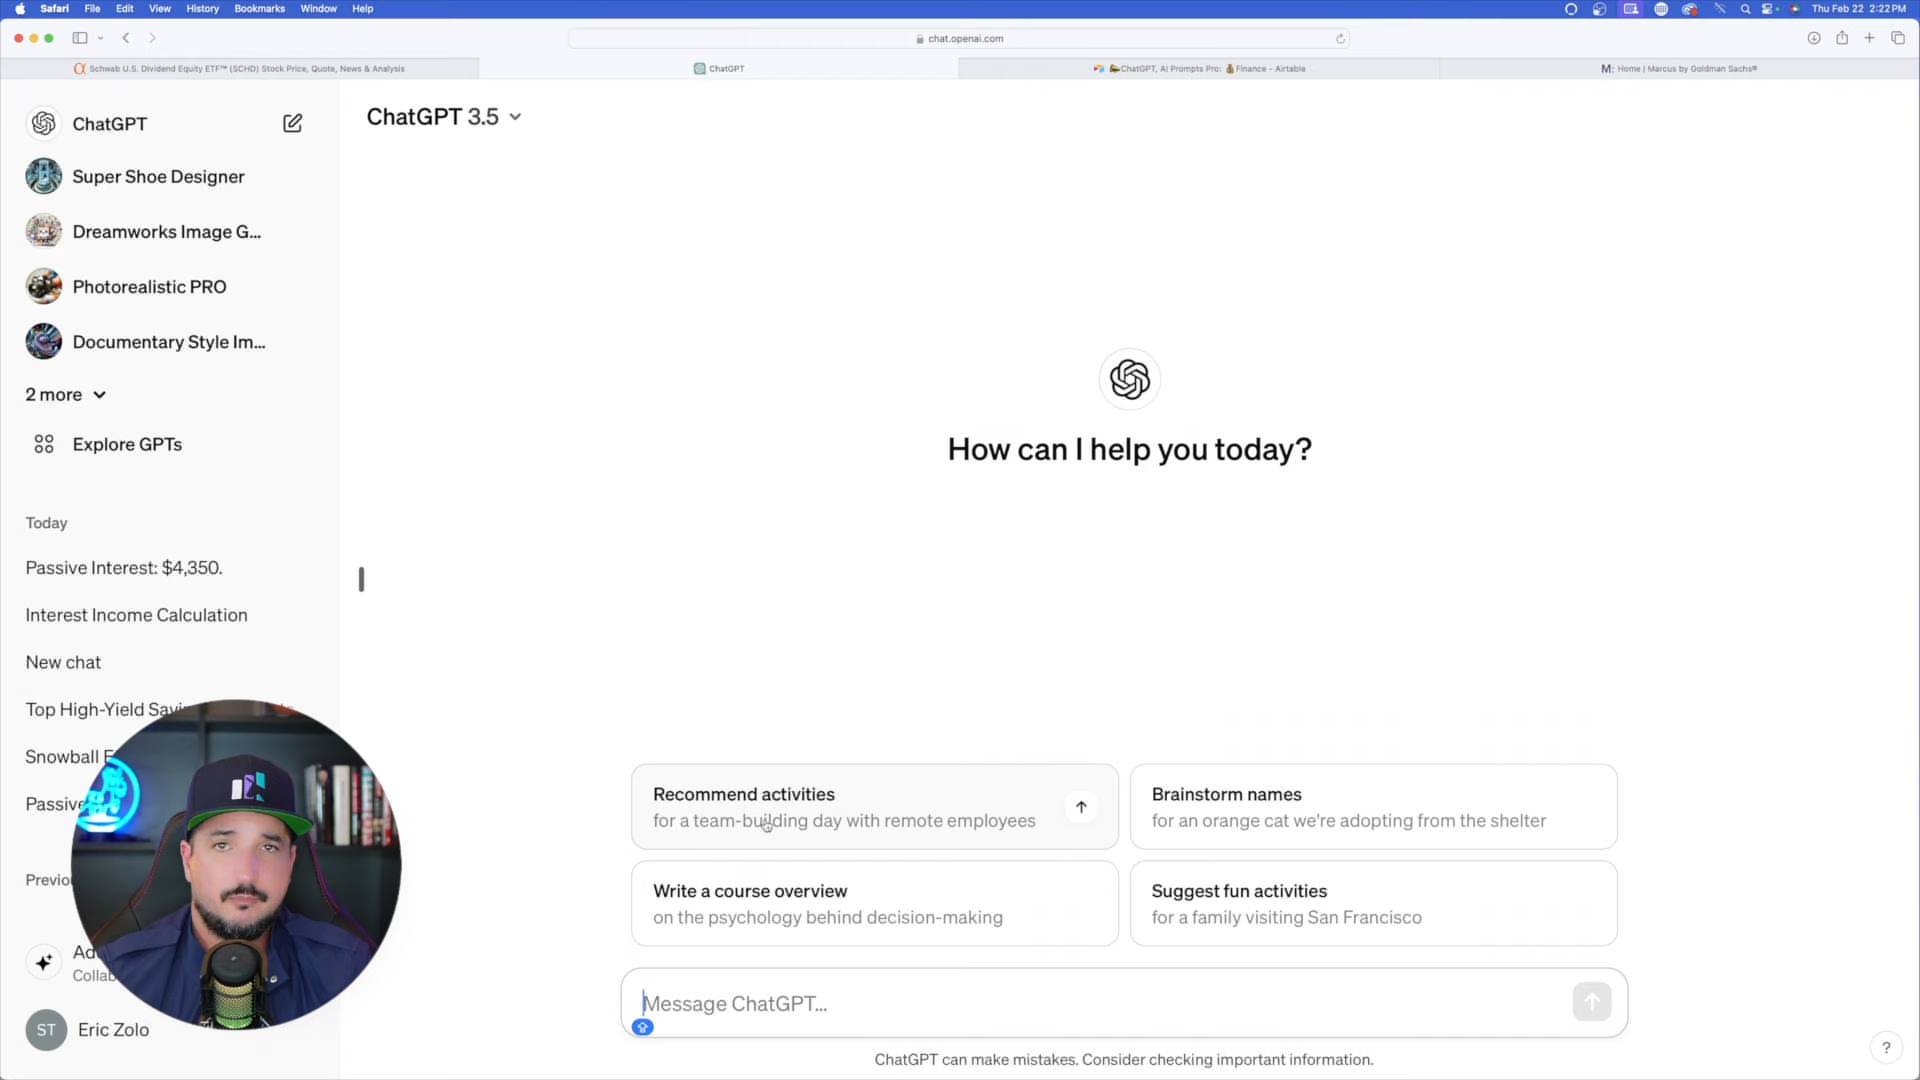 Safari File Edit View History Bookmarks Window Help
Thu Feb 22 2:22 PM
chat.openai.com
Schwab U.S. Dividend Equity ETF™ (SCHD) Stock Price, Quote, News & Analysis
ChatGPT
ChatGPT, AI Prompts Pro: 💰Finance - Airtable
M: Home | Marcus by Goldman Sachs®
ChatGPT
Super Shoe Designer
Dreamworks Image G...
Photorealistic PRO
Documentary Style Im...
2 more
Explore GPTs
Today
Passive Interest: $4,350.
Interest Income Calculation
New chat
Top High-Yield
Snowball
Passive
ST Eric Zolo
ChatGPT 3.5
How can I help you today?
Recommend activities
for a team-building day with remote employees
Brainstorm names
for an orange cat we're adopting from the shelter
Write a course overview
on the psychology behind decision-making
Suggest fun activities
for a family visiting San Francisco
Message ChatGPT...
ChatGPT can make mistakes. Consider checking important information.
?